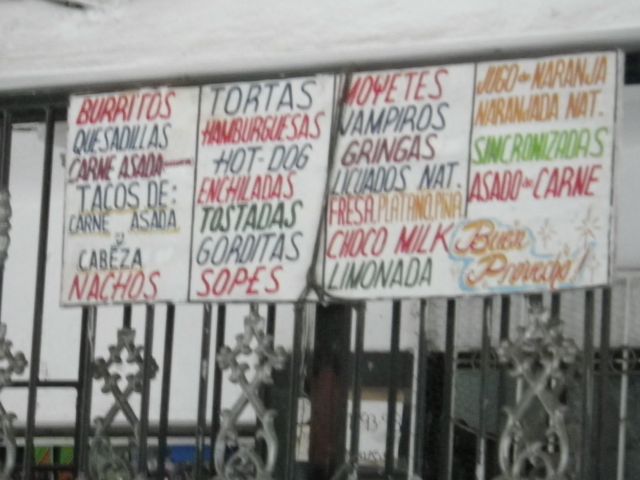 BURRITOS
QUESADILLAS
CARNE ASADA
TACOS DE:
CARNE ASADA
y
CABEZA
NACHOS
TORTAS
HAMBURGUESAS
HOT-DOG
ENCHILADAS
TOSTADAS
GORDITAS
SOPES
MOYETES
VAMPIROS
GRINGAS
LICUADOS NAT.
FRESA, PLATANO, PIÑA
CHOCO MILK
LIMONADA
JUGO de NARANJA
NARANJADA NAT.
SINCRONIZADAS
ASADO de CARNE
Buen
Provecho!